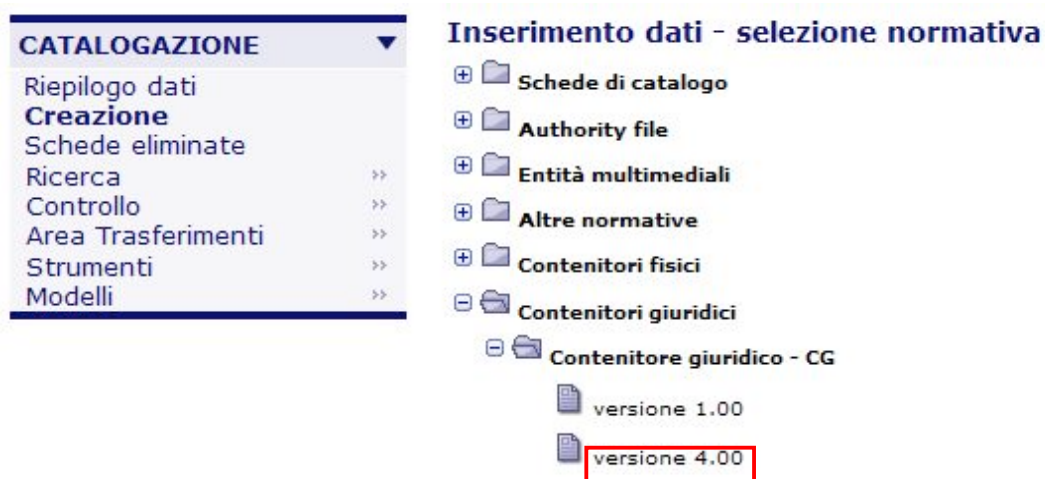 CATALOGAZIONE
Riepilogo dati
Creazione
Schede eliminate
Ricerca
Controllo
Area Trasferimenti
Strumenti
Modelli
Inserimento dati - selezione normativa
Schede di catalogo
Authority file
Entità multimediali
Altre normative
Contenitori fisici
Contenitori giuridici
Contenitore giuridico - CG
versione 1.00
versione 4.00